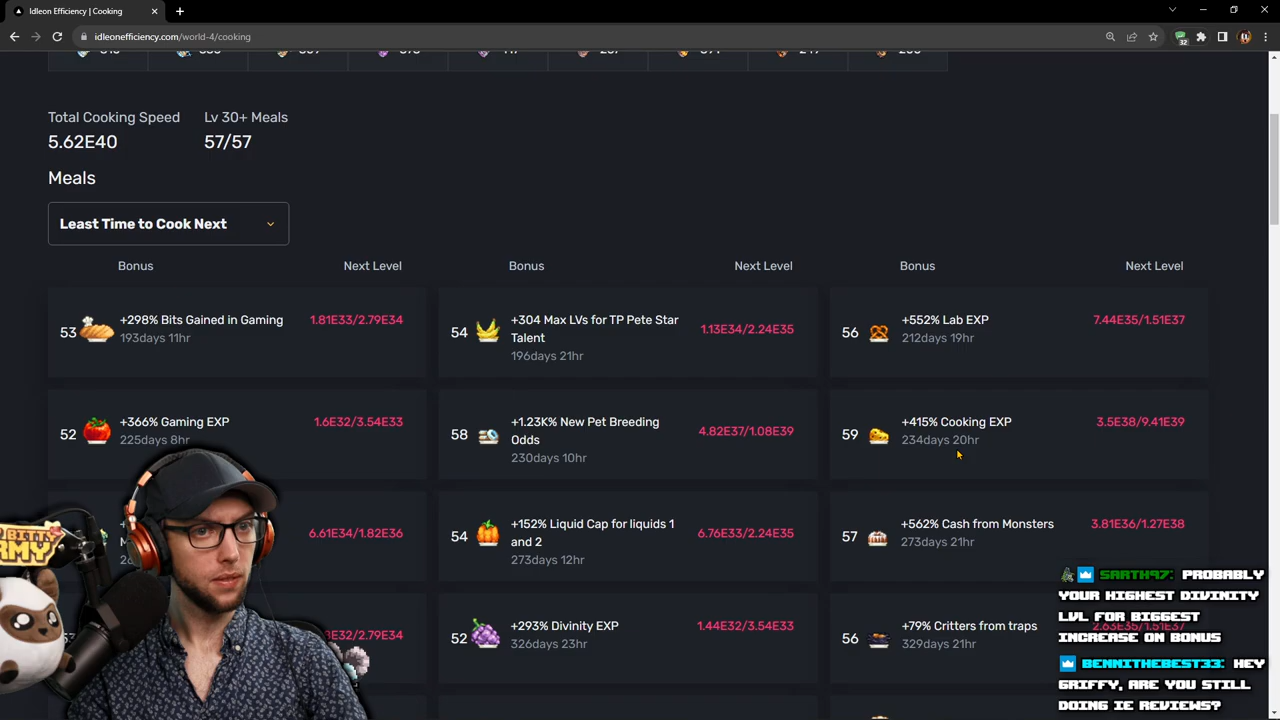 Idleon Efficiency | Cooking
idleonefficiency.com/world-4/cooking
32
Total Cooking Speed
Lv 30+ Meals
5.62E40
57/57
Meals
Least Time to Cook Next
Bonus
Next Level
Bonus
Next Level
Bonus
Next Level
53
+298% Bits Gained in Gaming
193days 11hr
1.81E33/2.79E34
54
+304 Max LVs for TP Pete Star
Talent
196days 21hr
1.13E34/2.24E35
56
+552% Lab EXP
212days 19hr
7.44E35/1.51E37
52
+366% Gaming EXP
225days 8hr
1.6E32/3.54E33
58
+1.23K% New Pet Breeding
Odds
230days 10hr
4.82E37/1.08E39
59
+415% Cooking EXP
234days 20hr
3.5E38/9.41E39
6.61E34/1.82E36
54
+152% Liquid Cap for liquids 1
and 2
273days 12hr
6.76E33/2.24E35
57
+562% Cash from Monsters
273days 21hr
3.81E36/1.27E38
52
+293% Divinity EXP
326days 23hr
1.44E32/3.54E33
56
+79% Critters from traps
329days 21hr
2.63E35/1.51E37
BITTY
SARTH97: PROBABLY
YOUR HIGHEST DIVINITY
LVL FOR BIGGEST
INCREASE ON BONUS
BENNITHEBEST33: HEY
GRIFFY, ARE YOU STILL
DOING IE REVIEWS?